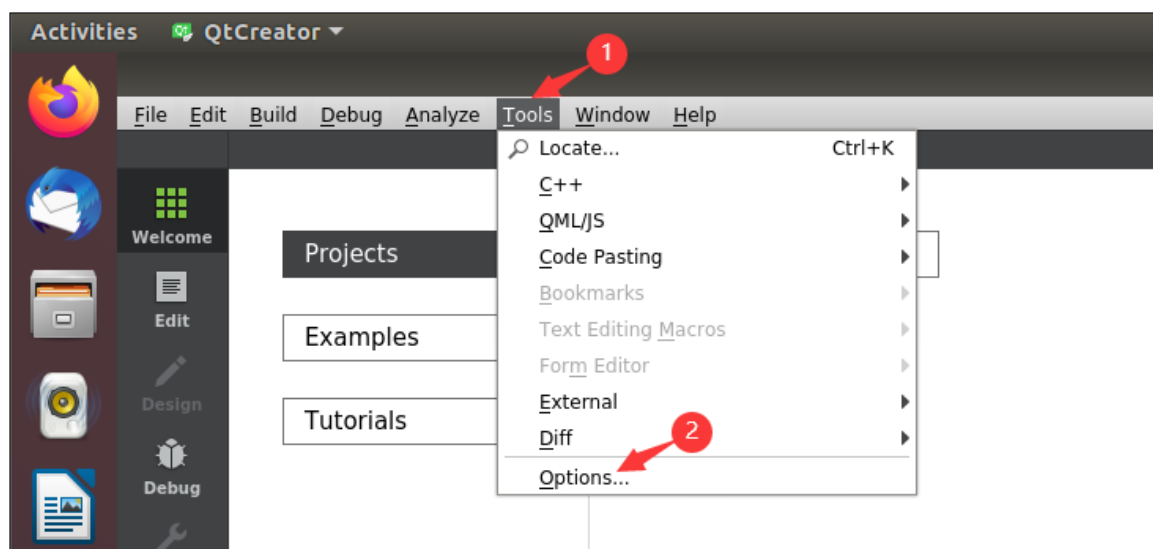 Activities QtCreator
1
File Edit Build Debug Analyze Tools Window Help
Locate... Ctrl+K
C++
Welcome
QML/JS
Projects
Code Pasting
Bookmarks
Edit
Text Editing Macros
Examples
Form Editor
Design
External
Tutorials
Diff
2
Options...
Debug